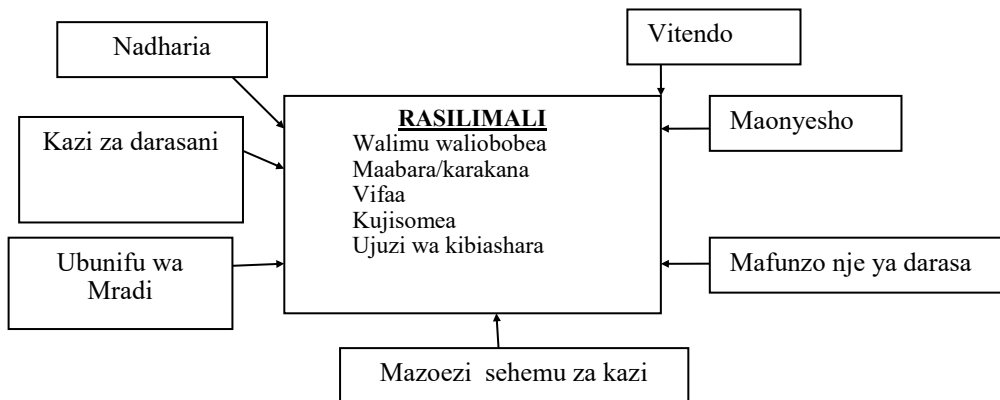 Nadharia
Vitendo
Kazi za darasani
RASILIMALI
Walimu waliobobea
Maabara/karakana
Vifaa
Kujisomea
Ujuzi wa kibiashara
Maonyesho
Ubunifu wa
Mradi
Mafunzo nje ya darasa
Mazoezi sehemu za kazi